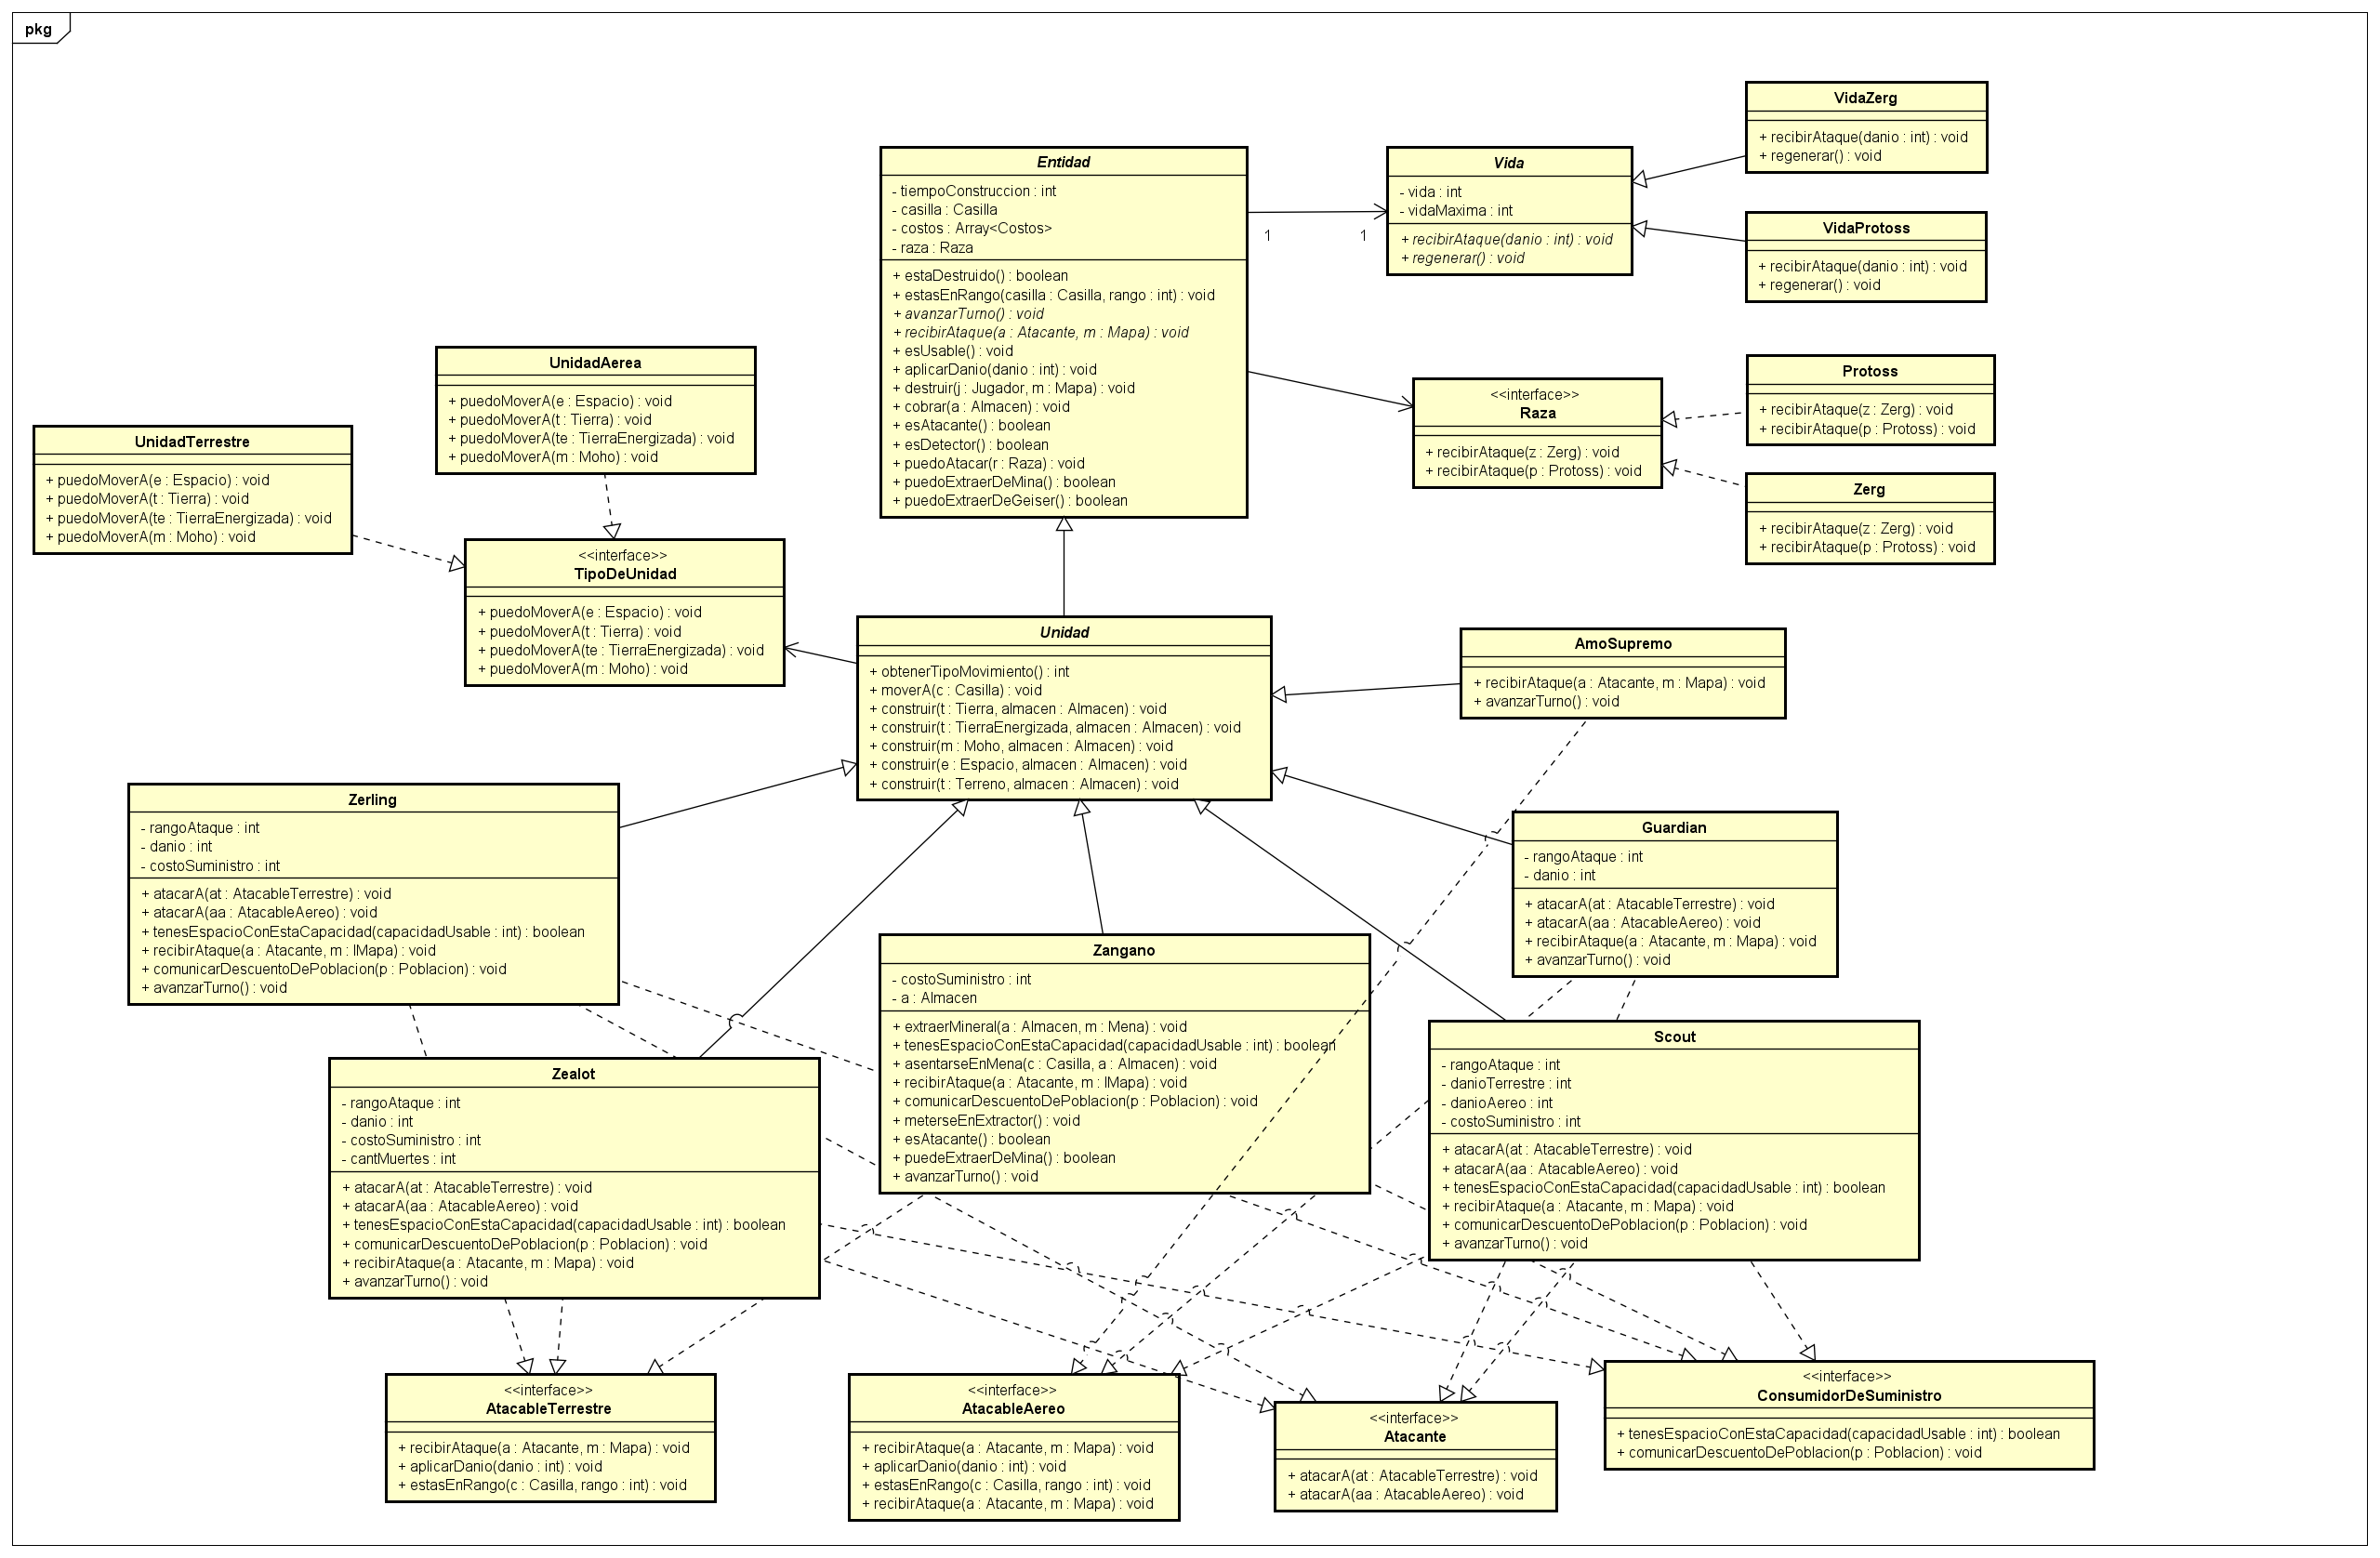 pkg
VidaZerg
+ recibirAtaque(danio : int) : void
+ regenerar() : void
Entidad
- tiempoConstruccion : int
- casilla : Casilla
- costos : Array<Costos>
- raza : Raza
+ estaDestruido() : boolean
+ estasEnRango(casilla : Casilla, rango : int) : void
+ avanzarTurno() : void
+ recibirAtaque(a : Atacante, m : Mapa) : void
+ esUsable() : void
+ aplicarDanio(danio : int) : void
+ destruir(j : Jugador, m : Mapa) : void
+ cobrar(a : Almacen) : void
+ esAtacante() : boolean
+ esDetector() : boolean
+ puedoAtacar(r : Raza) : void
+ puedoExtraerDeMina() : boolean
+ puedoExtraerDeGeiser() : boolean
1
1
Vida
- vida : int
- vidaMaxima : int
+ recibirAtaque(danio : int) : void
+ regenerar() : void
VidaProtoss
+ recibirAtaque(danio : int) : void
+ regenerar() : void
<<interface>>
Raza
+ recibirAtaque(z : Zerg) : void
+ recibirAtaque(p : Protoss) : void
Protoss
+ recibirAtaque(z : Zerg) : void
+ recibirAtaque(p : Protoss) : void
Zerg
+ recibirAtaque(z : Zerg) : void
+ recibirAtaque(p : Protoss) : void
UnidadAerea
+ puedoMoverA(e : Espacio) : void
+ puedoMoverA(t : Tierra) : void
+ puedoMoverA(te : TierraEnergizada) : void
+ puedoMoverA(m : Moho) : void
UnidadTerrestre
+ puedoMoverA(e : Espacio) : void
+ puedoMoverA(t : Tierra) : void
+ puedoMoverA(te : TierraEnergizada) : void
+ puedoMoverA(m : Moho) : void
<<interface>>
TipoDeUnidad
+ puedoMoverA(e : Espacio) : void
+ puedoMoverA(t : Tierra) : void
+ puedoMoverA(te : TierraEnergizada) : void
+ puedoMoverA(m : Moho) : void
Unidad
+ obtenerTipoMovimiento() : int
+ moverA(c : Casilla) : void
+ construir(t : Tierra, almacen : Almacen) : void
+ construir(t : TierraEnergizada, almacen : Almacen) : void
+ construir(m : Moho, almacen : Almacen) : void
+ construir(e : Espacio, almacen : Almacen) : void
+ construir(t : Terreno, almacen : Almacen) : void
AmoSupremo
+ recibirAtaque(a : Atacante, m : Mapa) : void
+ avanzarTurno() : void
Zerling
- rangoAtaque : int
- danio : int
- costoSuministro : int
+ atacarA(at : AtacableTerrestre) : void
+ atacarA(aa : AtacableAereo) : void
+ tenesEspacioConEstaCapacidad(capacidadUsable : int) : boolean
+ recibirAtaque(a : Atacante, m : IMapa) : void
+ comunicarDescuentoDePoblacion(p : Poblacion) : void
+ avanzarTurno() : void
Guardian
- rangoAtaque : int
- danio : int
+ atacarA(at : AtacableTerrestre) : void
+ atacarA(aa : AtacableAereo) : void
+ recibirAtaque(a : Atacante, m : Mapa) : void
+ avanzarTurno() : void
Zangano
- costoSuministro : int
- a : Almacen
+ extraerMineral(a : Almacen, m : Mena) : void
+ tenesEspacioConEstaCapacidad(capacidadUsable : int) : boolean
+ asentarseEnMena(c : Casilla, a : Almacen) : void
+ recibirAtaque(a : Atacante, m : IMapa) : void
+ comunicarDescuentoDePoblacion(p : Poblacion) : void
+ meterseEnExtractor() : void
+ esAtacante() : boolean
+ puedeExtraerDeMina() : boolean
+ avanzarTurno() : void
Scout
- rangoAtaque : int
- danioTerrestre : int
- danioAereo : int
- costoSuministro : int
+ atacarA(at : AtacableTerrestre) : void
+ atacarA(aa : AtacableAereo) : void
+ tenesEspacioConEstaCapacidad(capacidadUsable : int) : boolean
+ recibirAtaque(a : Atacante, m : Mapa) : void
+ comunicarDescuentoDePoblacion(p : Poblacion) : void
+ avanzarTurno() : void
Zealot
- rangoAtaque : int
- danio : int
- costoSuministro : int
- cantMuertes : int
+ atacarA(at : AtacableTerrestre) : void
+ atacarA(aa : AtacableAereo) : void
+ tenesEspacioConEstaCapacidad(capacidadUsable : int) : boolean
+ comunicarDescuentoDePoblacion(p : Poblacion) : void
+ recibirAtaque(a : Atacante, m : Mapa) : void
+ avanzarTurno() : void
<<interface>>
AtacableTerrestre
+ recibirAtaque(a : Atacante, m : Mapa) : void
+ aplicarDanio(danio : int) : void
+ estasEnRango(c : Casilla, rango : int) : void
<<interface>>
AtacableAereo
+ recibirAtaque(a : Atacante, m : Mapa) : void
+ aplicarDanio(danio : int) : void
+ estasEnRango(c : Casilla, rango : int) : void
+ recibirAtaque(a : Atacante, m : Mapa) : void
<<interface>>
Atacante
+ atacarA(at : AtacableTerrestre) : void
+ atacarA(aa : AtacableAereo) : void
<<interface>>
ConsumidorDeSuministro
+ tenesEspacioConEstaCapacidad(capacidadUsable : int) : boolean
+ comunicarDescuentoDePoblacion(p : Poblacion) : void